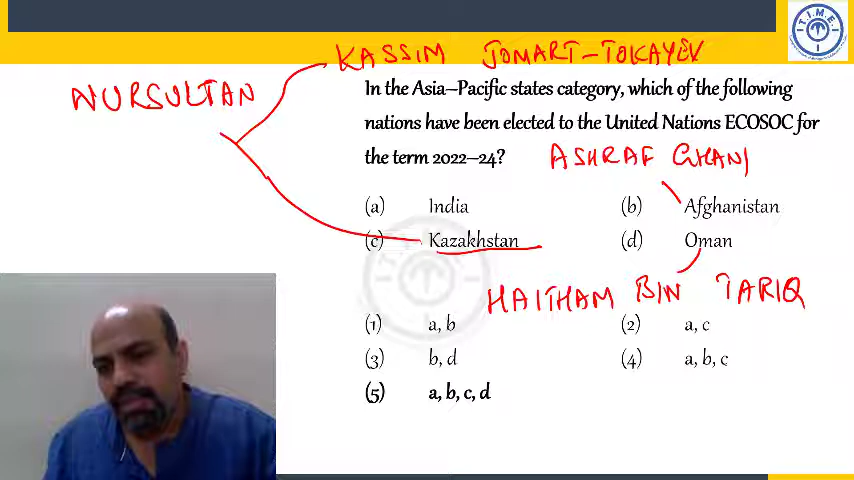 T.I.M.E.
KASSIM JOMART-TOKAYEV
NURSULTAN
In the Asia–Pacific states category, which of the following
nations have been elected to the United Nations ECOSOC for
the term 2022–24?
ASHRAF GHANI
(a) India (b) Afghanistan
(c) Kazakhstan (d) Oman
HAITHAM BIN TARIQ
(1) a, b (2) a, c
(3) b, d (4) a, b, c
(5) a, b, c, d